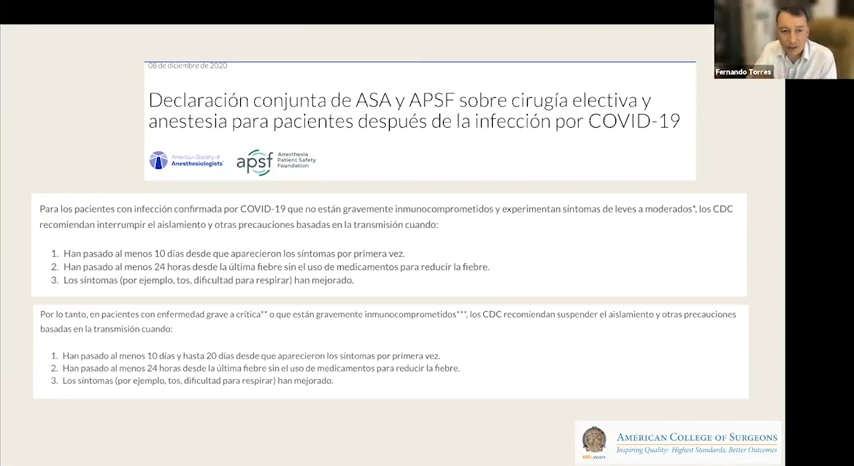 Fernando Torres
08 de diciembre de 2020
Declaración conjunta de ASA y APSF sobre cirugía electiva y
anestesia para pacientes después de la infección por COVID-19
American Society of
Anesthesiologists
apsf
Anesthesia
Patient Safety
Foundation
Para los pacientes con infección confirmada por COVID-19 que no están gravemente inmunocomprometidos y experimentan síntomas de leves a moderados*, los CDC
recomiendan interrumpir el aislamiento y otras precauciones basadas en la transmisión cuando:
1. Han pasado al menos 10 días desde que aparecieron los síntomas por primera vez.
2. Han pasado al menos 24 horas desde la última fiebre sin el uso de medicamentos para reducir la fiebre.
3. Los síntomas (por ejemplo, tos, dificultad para respirar) han mejorado.
Por lo tanto, en pacientes con enfermedad grave a crítica** o que están gravemente inmunocomprometidos***, los CDC recomiendan suspender el aislamiento y otras precauciones
basadas en la transmisión cuando:
1. Han pasado al menos 10 días y hasta 20 días desde que aparecieron los síntomas por primera vez.
2. Han pasado al menos 24 horas desde la última fiebre sin el uso de medicamentos para reducir la fiebre.
3. Los síntomas (por ejemplo, tos, dificultad para respirar) han mejorado.
AMERICAN COLLEGE OF SURGEONS
Inspiring Quality: Highest Standards, Better Outcomes